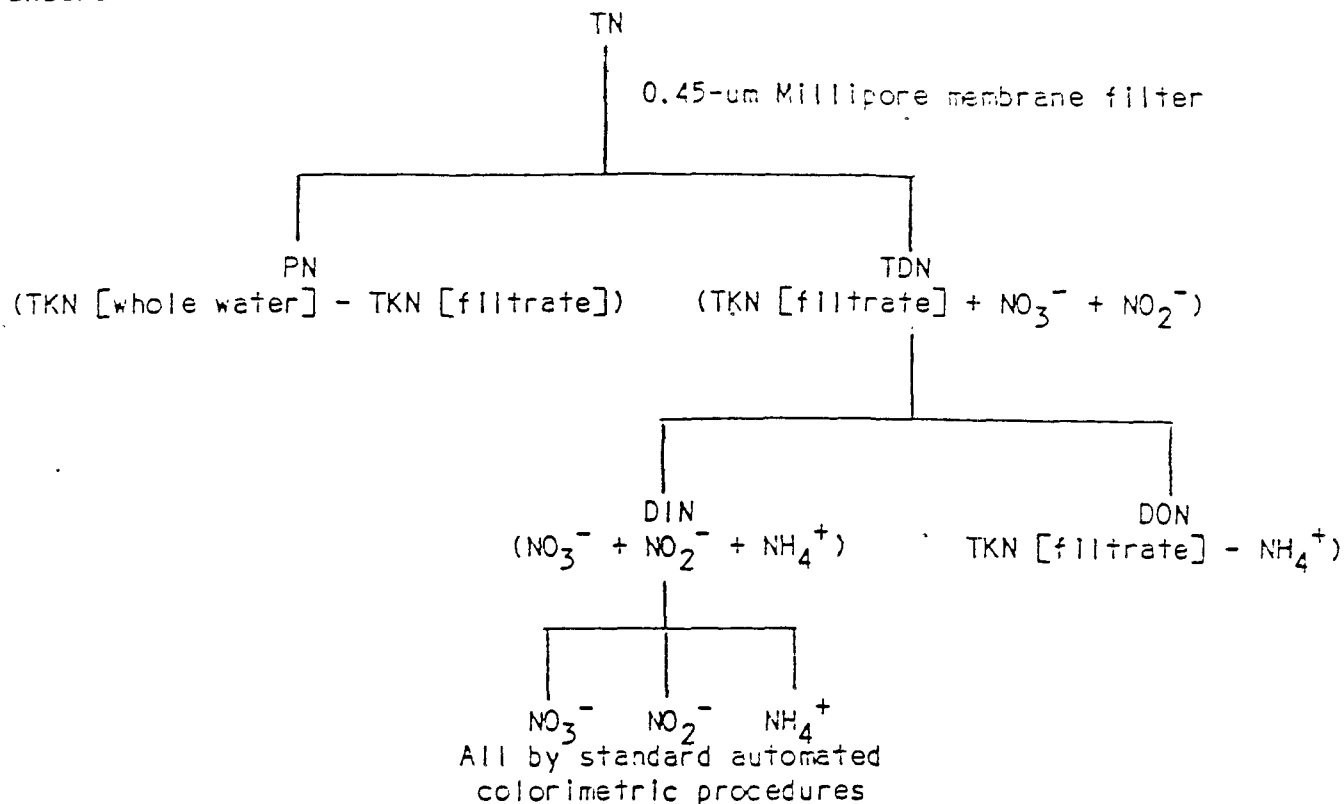 TN
0.45-um Millipore membrane filter
PN
TDN
(TKN [whole water] - TKN [filtrate])
(TKN [filtrate] + NO₃⁻ + NO₂⁻)
DIN
DON
(NO₃⁻ + NO₂⁻ + NH₄⁺)
TKN [filtrate] - NH₄⁺)
NO₃⁻ NO₂⁻ NH₄⁺
All by standard automated
colorimetric procedures